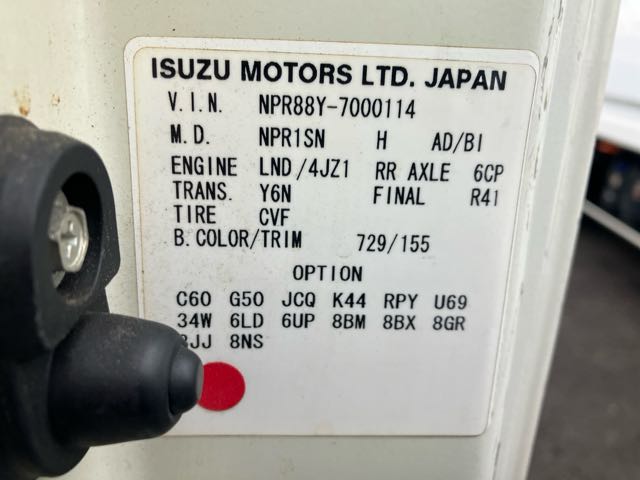 ISUZU MOTORS LTD. JAPAN
V.I.N. NPR88Y-7000114
M.D. NPR1SN H AD/BI
ENGINE LND/4JZ1 RR AXLE 6CP
TRANS. Y6N FINAL R41
TIRE CVF
B.COLOR/TRIM 729/155
OPTION
C60 G50 JCQ K44 RPY U69
34W 6LD 6UP 8BM 8BX 8GR
8NS